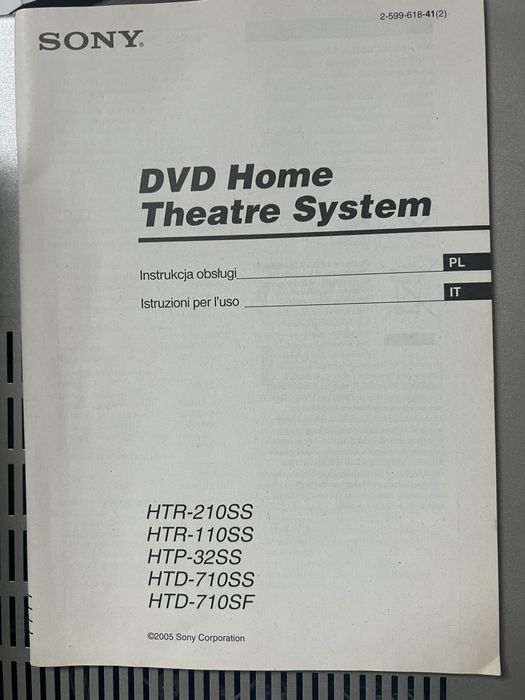 2-599-618-41(2)
SONY®
DVD Home
Theatre System
Instrukcja obsługi PL
Istruzioni per l'uso IT
HTR-210SS
HTR-110SS
HTP-32SS
HTD-710SS
HTD-710SF
©2005 Sony Corporation